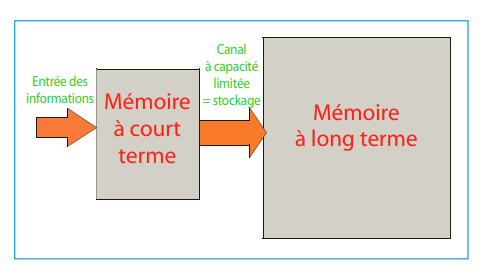 Entrée des
informations
Mémoire
à court
terme
Canal
à capacité
limitée
= stockage
Mémoire
à long terme